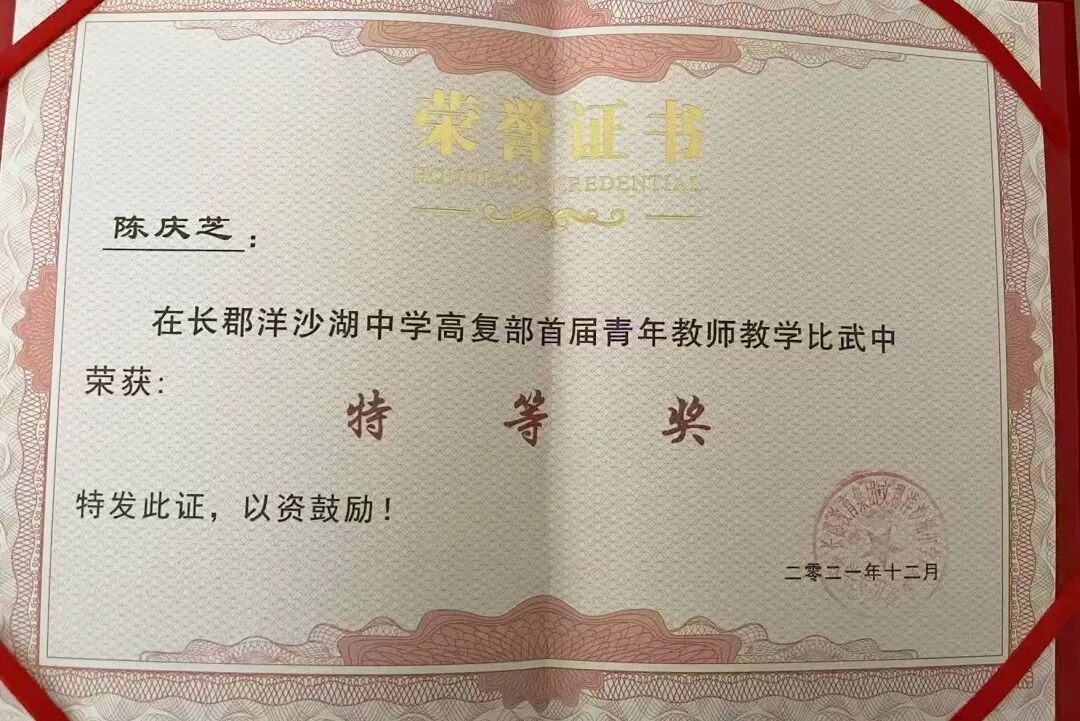 荣誉证书
HONORARY CREDENTIAL
陈庆芝：
在长郡洋沙湖中学高复部首届青年教师教学比武中
荣获:
特等奖
特发此证，以资鼓励！
二零二一年十二月